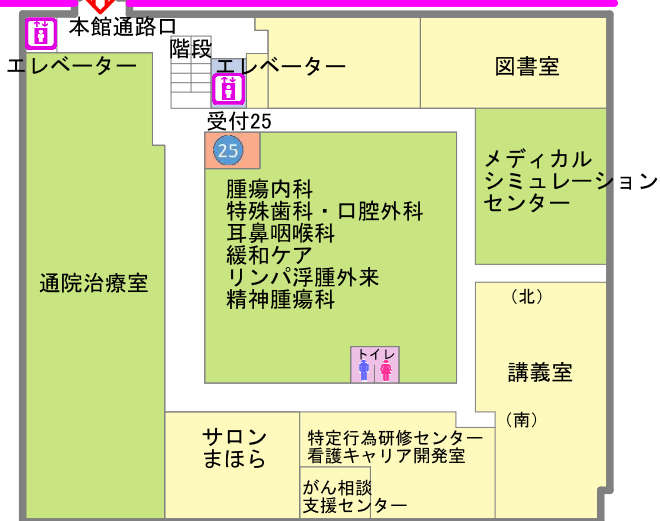 本館通路口
エレベーター
階段
エレベーター
図書室
受付25
25
メディカル
シミュレーション
センター
腫瘍内科
特殊歯科・口腔外科
耳鼻咽喉科
緩和ケア
リンパ浮腫外来
精神腫瘍科
通院治療室
（北）
トイレ
講義室
（南）
サロン
まほら
特定行為研修センター
看護キャリア開発室
がん相談
支援センター